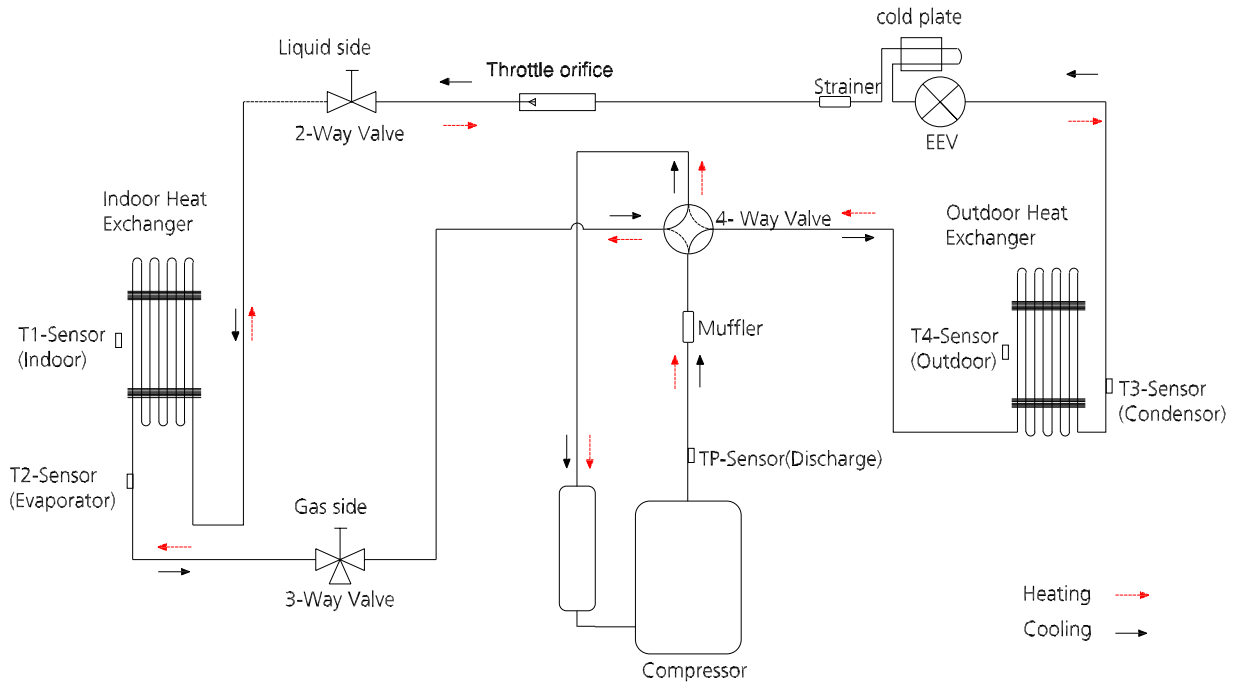 cold plate
Liquid side
Throttle orifice
Strainer
2-Way Valve
EEV
Indoor Heat
Exchanger
4- Way Valve
Outdoor Heat
Exchanger
T1-Sensor
(Indoor)
Muffler
T4-Sensor
(Outdoor)
T3-Sensor
(Condensor)
TP-Sensor(Discharge)
T2-Sensor
(Evaporator)
Gas side
3-Way Valve
Compressor
Heating
Cooling